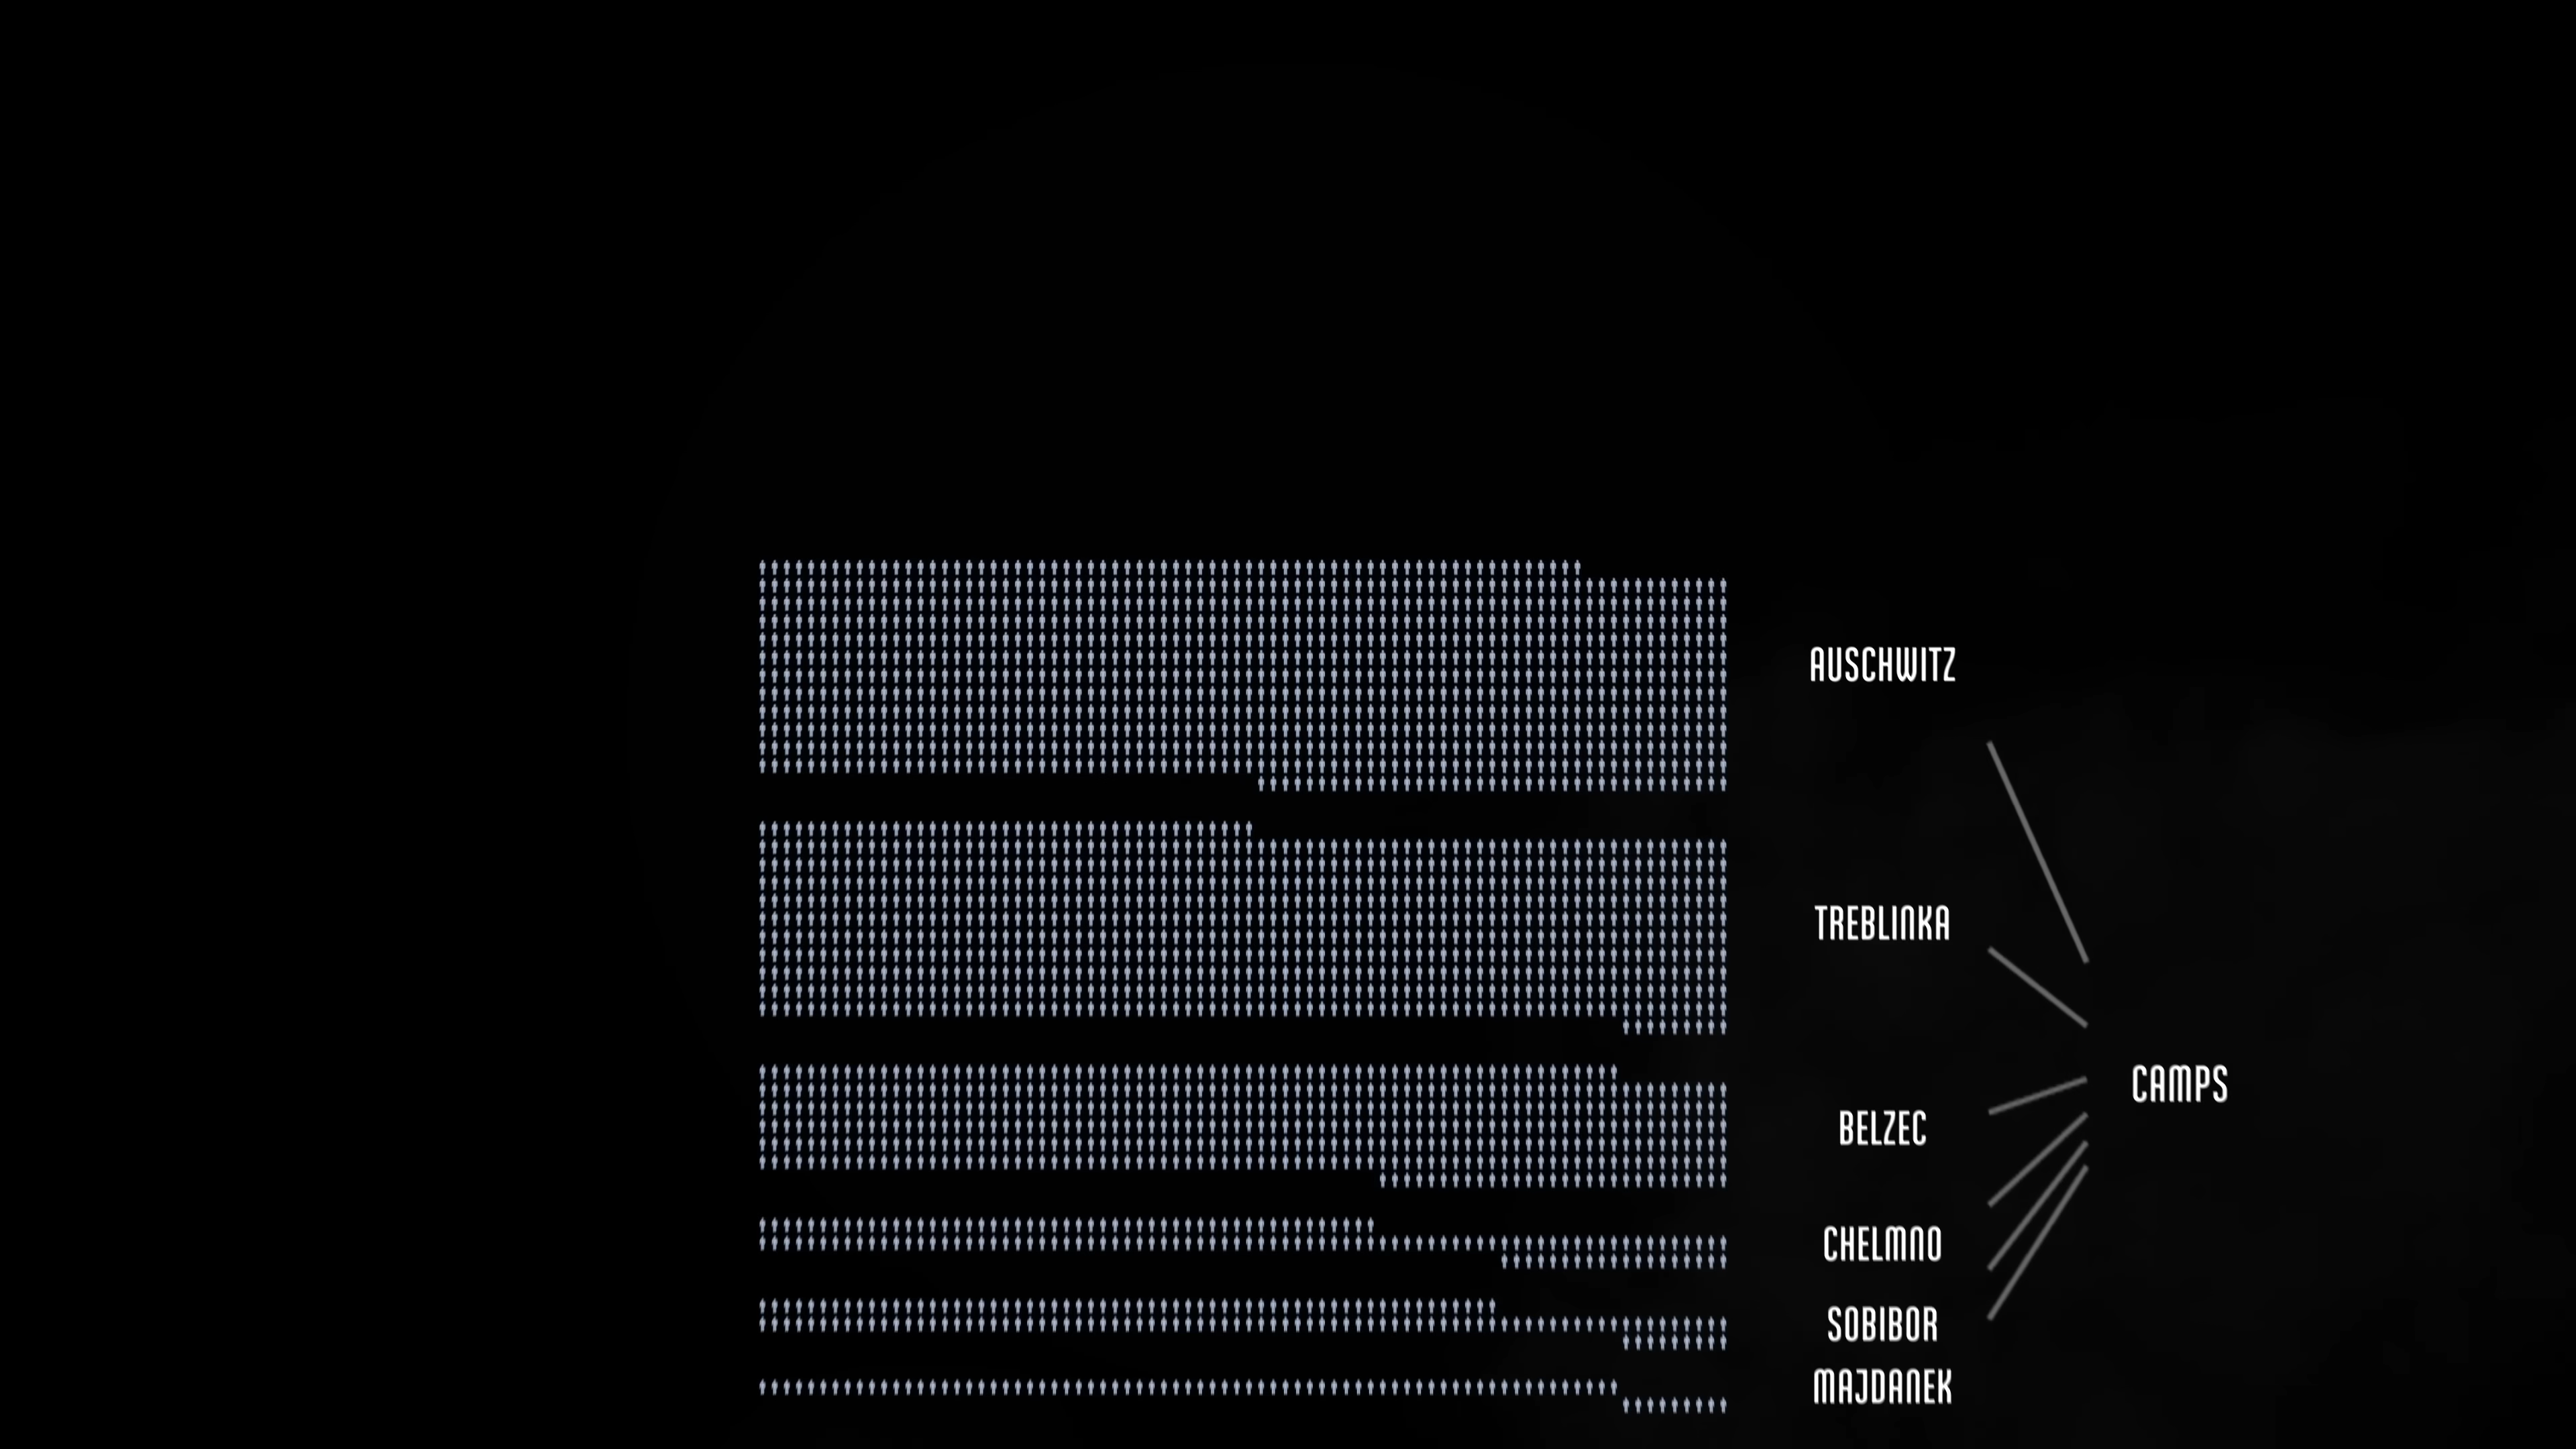 AUSCHWITZ
TREBLINKA
BELZEC
CHELMNO
SOBIBOR
MAJDANEK
CAMPS